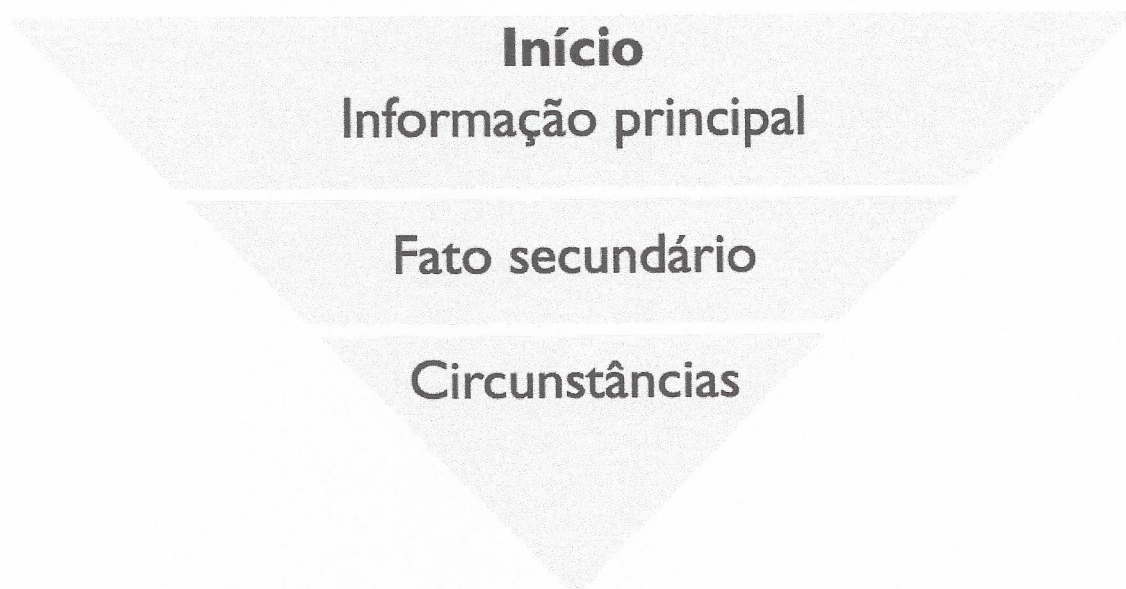 Início
Informação principal
Fato secundário
Circunstâncias